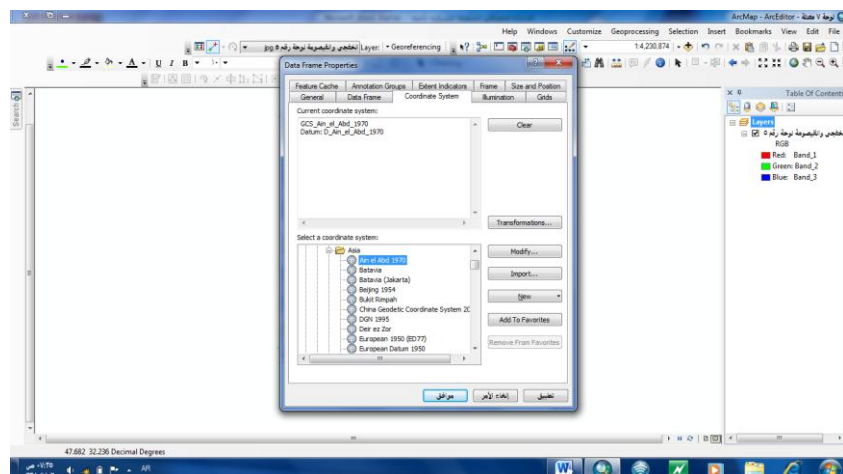 لوحة ٧ معدلة - ArcMap - ArcEditor
File Edit View Bookmarks Insert Selection Geoprocessing Customize Windows Help
1:4,230,874
Georeferencing Layer:
B I U A
Data Frame Properties
Feature Cache Annotation Groups Extent Indicators Frame Size and Position
General Data Frame Coordinate System Illumination Grids
Current coordinate system:
GCS_Ain_el_Abd_1970
Datum: D_Ain_el_Abd_1970
Clear
Transformations...
Select a coordinate system:
Asia
Ain el Abd 1970
Batavia
Batavia (Jakarta)
Beijing 1954
Bukit Rimpah
China Geodetic Coordinate System 20
DGN 1995
Deir ez Zor
European 1950 (ED77)
European Datum 1950
Modify...
Import...
New
Add To Favorites
Remove From Favorites
موافق
إلغاء الأمر
تطبيق
Search
Table Of Contents
Layers
RGB
Red: Band_1
Green: Band_2
Blue: Band_3
47.682 32.236 Decimal Degrees
AR